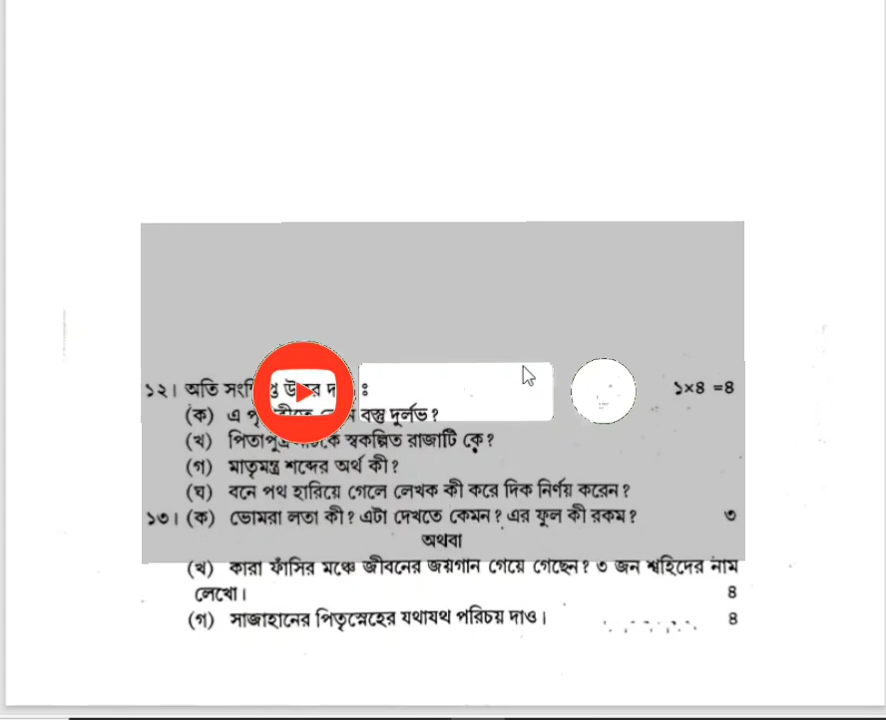 ১২। অতি সং ঃ ১×৪ =৪
(ক) এ বস্তু দুর্লভ?
(খ) স্বকল্পিত রাজাটি কে?
(গ) মাতৃমন্ত্র শব্দের অর্থ কী?
(ঘ) বনে পথ হারিয়ে গেলে লেখক কী করে দিক নির্ণয় করেন?
১৩। (ক) ভোমরা লতা কী? এটা দেখতে কেমন? এর ফুল কী রকম? ৩
অথবা
(খ) কারা ফাঁসির মঞ্চে জীবনের জয়গান গেয়ে গেছেন? ৩ জন শ্বহিদের নাম
লেখো। ৪
(গ) সাজাহানের পিতৃস্নেহের যথাযথ পরিচয় দাও। ৪